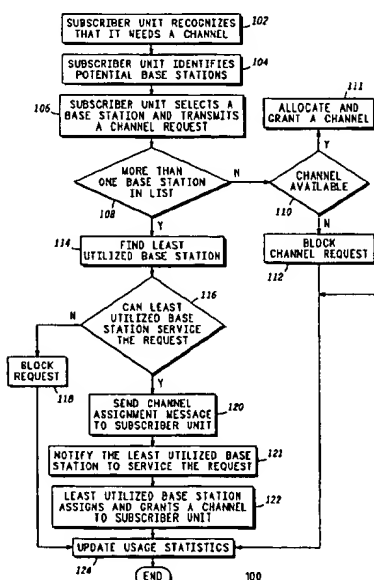 SUBSCRIBER UNIT RECOGNIZES
THAT IT NEEDS A CHANNEL
102
SUBSCRIBER UNIT IDENTIFIES
POTENTIAL BASE STATIONS
104
106
SUBSCRIBER UNIT SELECTS A
BASE STATION AND TRANSMITS
A CHANNEL REQUEST
111
ALLOCATE AND
GRANT A CHANNEL
Y
MORE THAN
ONE BASE STATION
IN LIST
108
N
CHANNEL
AVAILABLE
110
Y
N
114
FIND LEAST
UTILIZED BASE STATION
BLOCK
CHANNEL REQUEST
112
CAN LEAST
UTILIZED BASE
STATION SERVICE
THE REQUEST
116
N
BLOCK
REQUEST
118
Y
SEND CHANNEL
ASSIGNMENT MESSAGE
TO SUBSCRIBER UNIT
120
NOTIFY THE LEAST UTILIZED BASE
STATION TO SERVICE THE REQUEST
121
LEAST UTILIZED BASE STATION
ASSIGNS AND GRANTS A CHANNEL
TO SUBSCRIBER UNIT
122
UPDATE USAGE STATISTICS
124
END
100